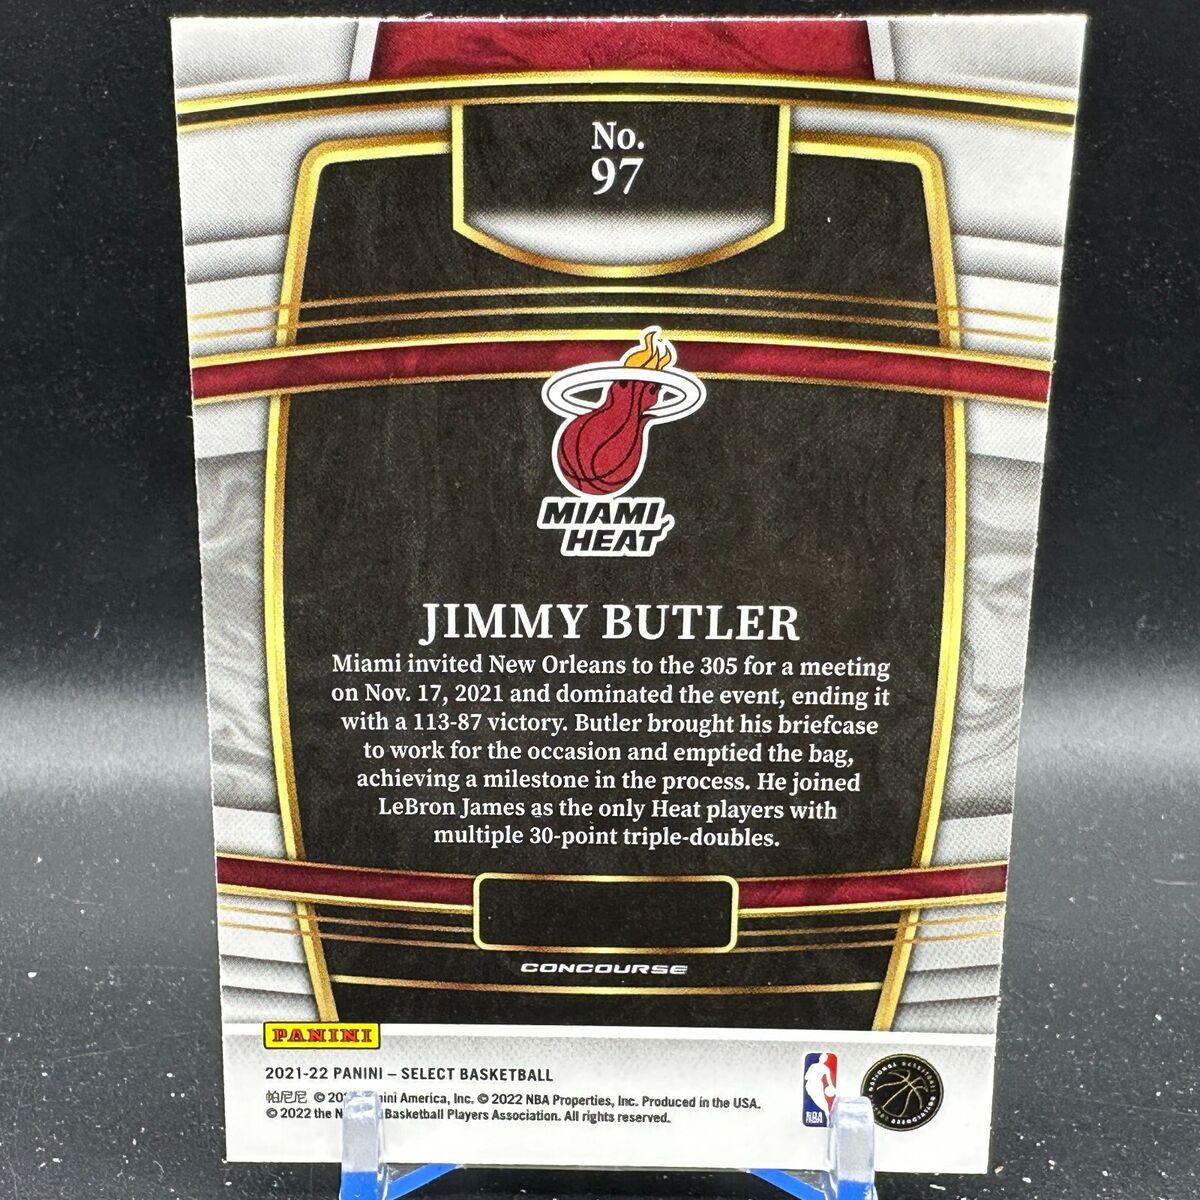 No.
97
MIAMI
HEAT
JIMMY BUTLER
Miami invited New Orleans to the 305 for a meeting
on Nov. 17, 2021 and dominated the event, ending it
with a 113-87 victory. Butler brought his briefcase
to work for the occasion and emptied the bag,
achieving a milestone in the process. He joined
LeBron James as the only Heat players with
multiple 30-point triple-doubles.
CONCOURSE
PANINI
2021-22 PANINI – SELECT BASKETBALL
帕尼尼 © America, Inc. © 2022 NBA Properties, Inc. Produced in the USA.
© 2022 the Basketball Players Association. All rights reserved.
NBA
NATIONAL BASKETBALL PLAYERS ASSOCIATION